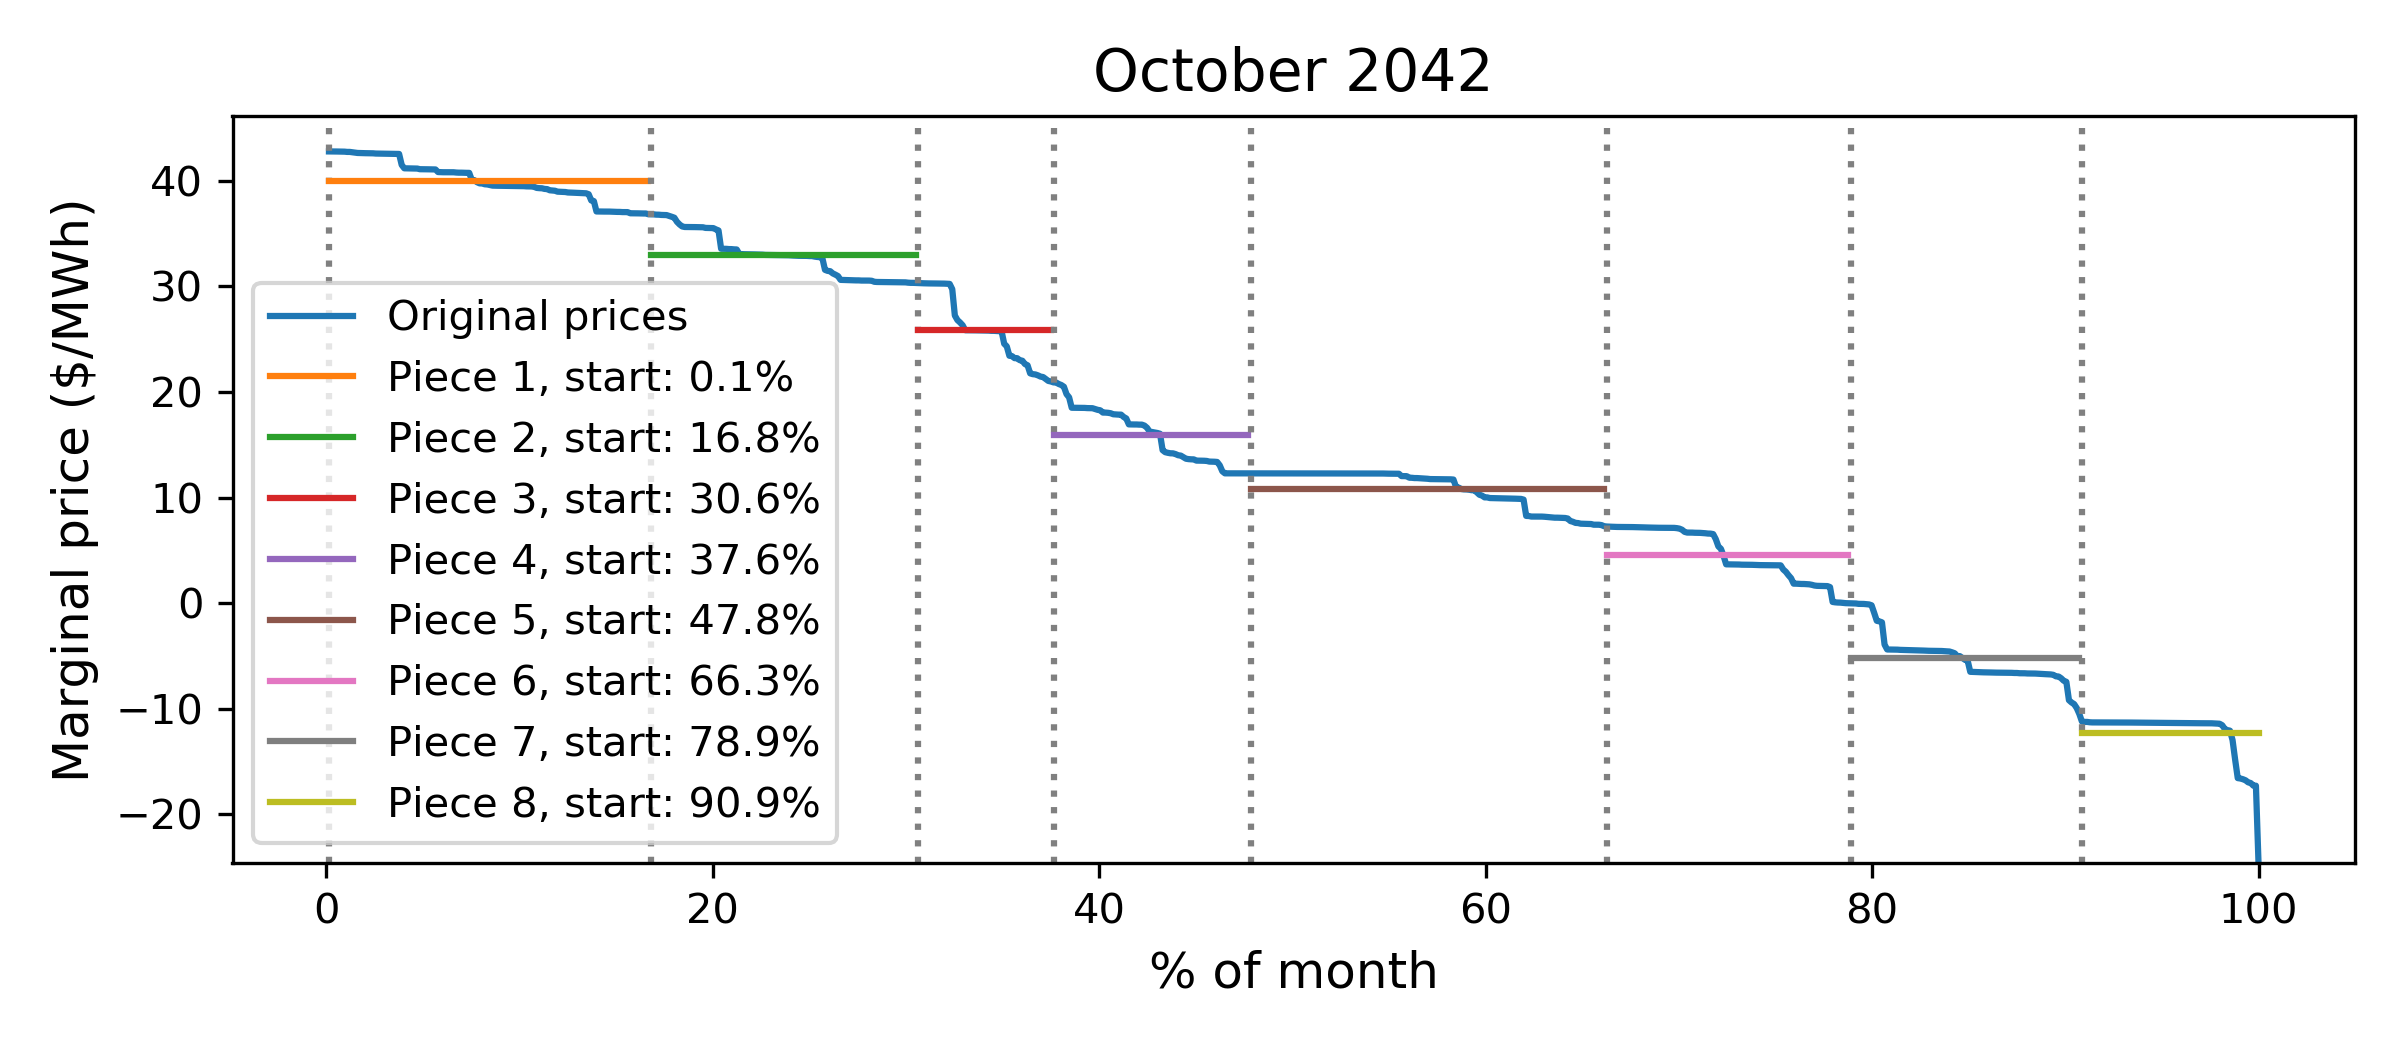 October 2042
Marginal price ($/MWh)
40
30
20
10
0
−10
−20
Original prices
Piece 1, start: 0.1%
Piece 2, start: 16.8%
Piece 3, start: 30.6%
Piece 4, start: 37.6%
Piece 5, start: 47.8%
Piece 6, start: 66.3%
Piece 7, start: 78.9%
Piece 8, start: 90.9%
0 20 40 60 80 100
% of month